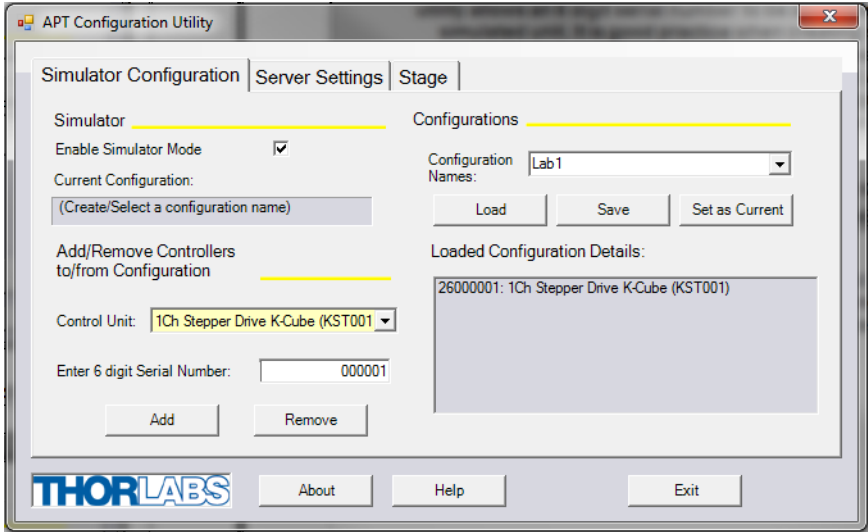 APT Configuration Utility
Simulator Configuration
Server Settings
Stage
Simulator
Enable Simulator Mode
Current Configuration:
(Create/Select a configuration name)
Add/Remove Controllers
to/from Configuration
Control Unit:
1Ch Stepper Drive K-Cube (KST001
Enter 6 digit Serial Number:
000001
Add
Remove
Configurations
Configuration
Names:
Lab1
Load
Save
Set as Current
Loaded Configuration Details:
26000001: 1Ch Stepper Drive K-Cube (KST001)
THORLABS
About
Help
Exit